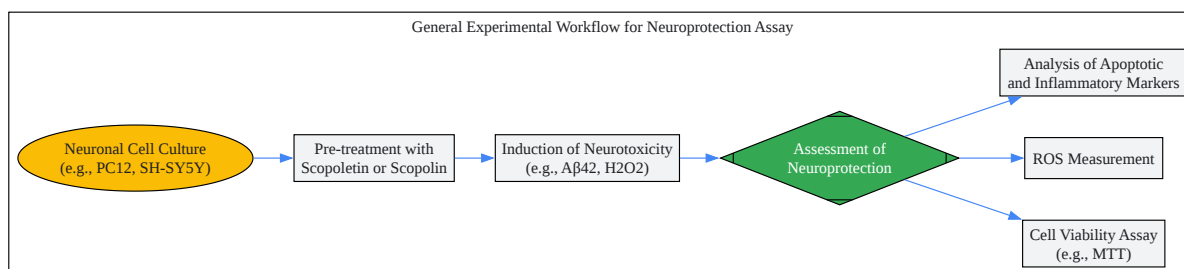 General Experimental Workflow for Neuroprotection Assay
Neuronal Cell Culture
(e.g., PC12, SH-SY5Y)
Pre-treatment with
Scopoletin or Scopolin
Induction of Neurotoxicity
(e.g., Aβ42, H2O2)
Assessment of
Neuroprotection
Analysis of Apoptotic
and Inflammatory Markers
ROS Measurement
Cell Viability Assay
(e.g., MTT)